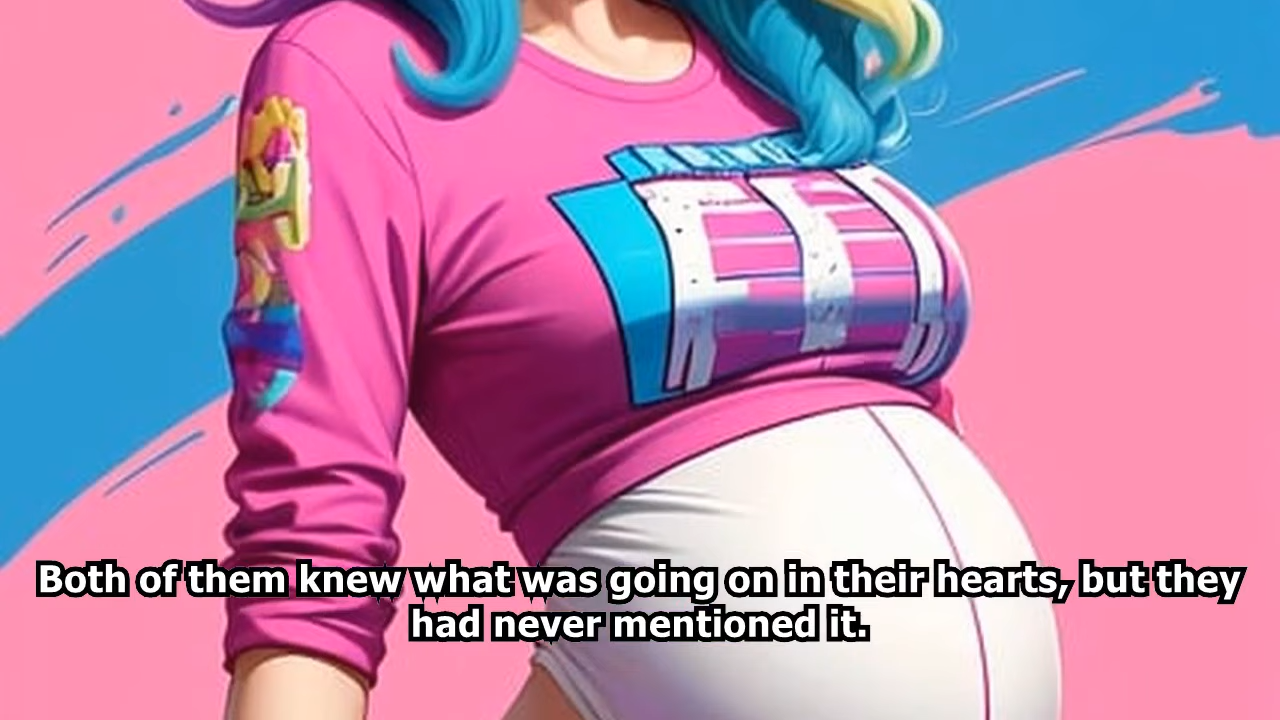 Both of them knew what was going on in their hearts, but they
had never mentioned it.